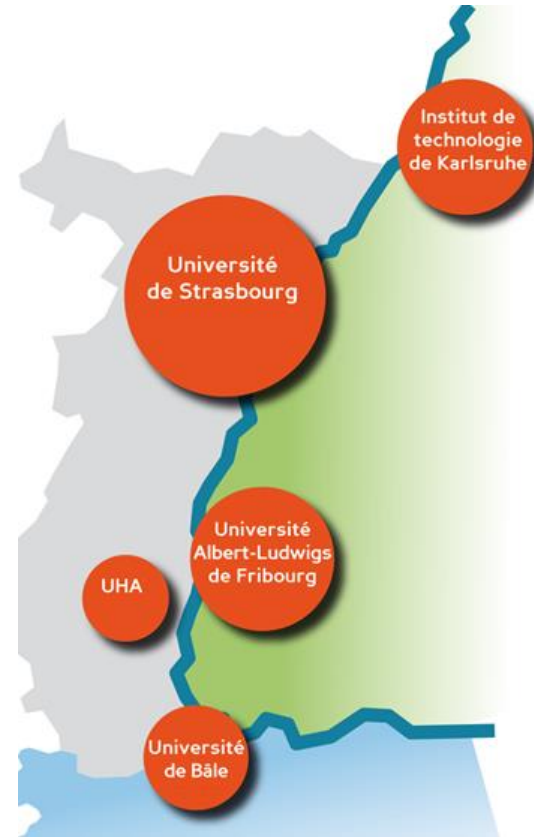 Institut de
technologie
de Karlsruhe
Université
de Strasbourg
Université
Albert-Ludwigs
de Fribourg
UHA
Université
de Bâle